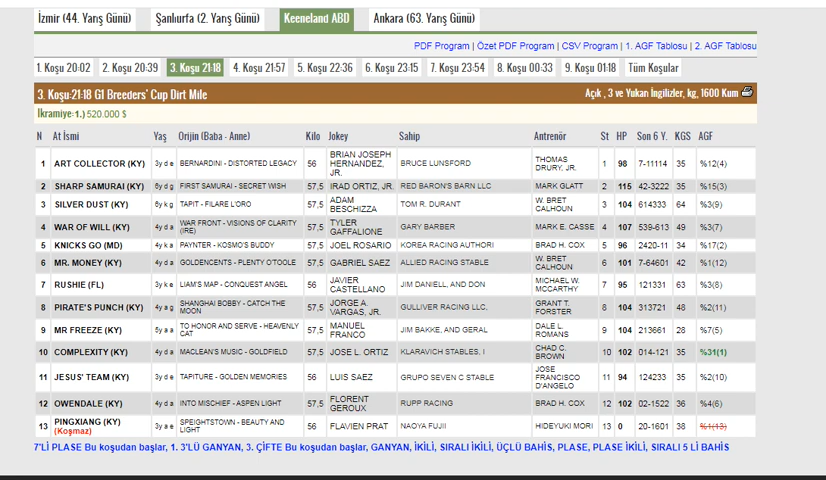 İzmir (44. Yarış Günü) Şanlıurfa (2. Yarış Günü) Keeneland ABD Ankara (63. Yarış Günü)
PDF Program | Özet PDF Program | CSV Program | 1. AGF Tablosu | 2. AGF Tablosu
1. Koşu 20:02 2. Koşu 20:39 3. Koşu 21:18 4. Koşu 21:57 5. Koşu 22:36 6. Koşu 23:15 7. Koşu 23:54 8. Koşu 00:33 9. Koşu 01:18 Tüm Koşular
3. Koşu:21:18 G1 Breeders' Cup Dirt Mile Açık , 3 ve Yukarı İngilizler, kg, 1600 Kum
İkramiye:1.) 520.000 $
N At İsmi Yaş Orijin (Baba - Anne) Kilo Jokey Sahip Antrenör St HP Son 6 Y. KGS AGF
1 ART COLLECTOR (KY) 3y d e BERNARDINI - DISTORTED LEGACY 56 BRIAN JOSEPH HERNANDEZ, JR. BRUCE LUNSFORD THOMAS DRURY, JR. 1 98 7-11114 35 %12(4)
2 SHARP SAMURAI (KY) 6y d g FIRST SAMURAI - SECRET WISH 57,5 IRAD ORTIZ, JR. RED BARON'S BARN LLC MARK GLATT 2 115 42-3222 35 %15(3)
3 SILVER DUST (KY) 6y k g TAPIT - FILARE L'ORO 57,5 ADAM BESCHIZZA TOM R. DURANT W. BRET CALHOUN 3 104 614333 64 %3(9)
4 WAR OF WILL (KY) 4y d a WAR FRONT - VISIONS OF CLARITY (IRE) 57,5 TYLER GAFFALIONE GARY BARBER MARK E. CASSE 4 107 539-613 49 %3(7)
5 KNICKS GO (MD) 4y k a PAYNTER - KOSMO'S BUDDY 57,5 JOEL ROSARIO KOREA RACING AUTHORI BRAD H. COX 5 96 2420-11 34 %17(2)
6 MR. MONEY (KY) 4y d a GOLDENCENTS - PLENTY O'TOOLE 57,5 GABRIEL SAEZ ALLIED RACING STABLE W. BRET CALHOUN 6 101 7-64601 42 %1(12)
7 RUSHIE (FL) 3y k e LIAM'S MAP - CONQUEST ANGEL 56 JAVIER CASTELLANO JIM DANIELL, AND DON MICHAEL W. MCCARTHY 7 95 121331 63 %3(8)
8 PIRATE'S PUNCH (KY) 4y a g SHANGHAI BOBBY - CATCH THE MOON 57,5 JORGE A. VARGAS, JR. GULLIVER RACING LLC, GRANT T. FORSTER 8 104 313721 48 %2(11)
9 MR FREEZE (KY) 5y a a TO HONOR AND SERVE - HEAVENLY CAT 57,5 MANUEL FRANCO JIM BAKKE, AND GERAL DALE L. ROMANS 9 104 213661 28 %7(5)
10 COMPLEXITY (KY) 4y d a MACLEAN'S MUSIC - GOLDFIELD 57,5 JOSE L. ORTIZ KLARAVICH STABLES, I CHAD C. BROWN 10 102 014-121 35 %31(1)
11 JESUS' TEAM (KY) 3y d e TAPITURE - GOLDEN MEMORIES 56 LUIS SAEZ GRUPO SEVEN C STABLE JOSE FRANCISCO D'ANGELO 11 94 124233 35 %2(10)
12 OWENDALE (KY) 4y d a INTO MISCHIEF - ASPEN LIGHT 57,5 FLORENT GEROUX RUPP RACING BRAD H. COX 12 102 02-1522 36 %4(6)
13 PINGXIANG (KY) (Koşmaz) 3y a e SPEIGHTSTOWN - BEAUTY AND LIGHT 56 FLAVIEN PRAT NAOYA FUJII HIDEYUKI MORI 13 0 20-1601 38 %1(13)
7'Lİ PLASE Bu koşudan başlar, 1. 3'LÜ GANYAN, 3. ÇİFTE Bu koşudan başlar, GANYAN, İKİLİ, SIRALI İKİLİ, ÜÇLÜ BAHİS, PLASE, PLASE İKİLİ, SIRALI 5 Lİ BAHİS